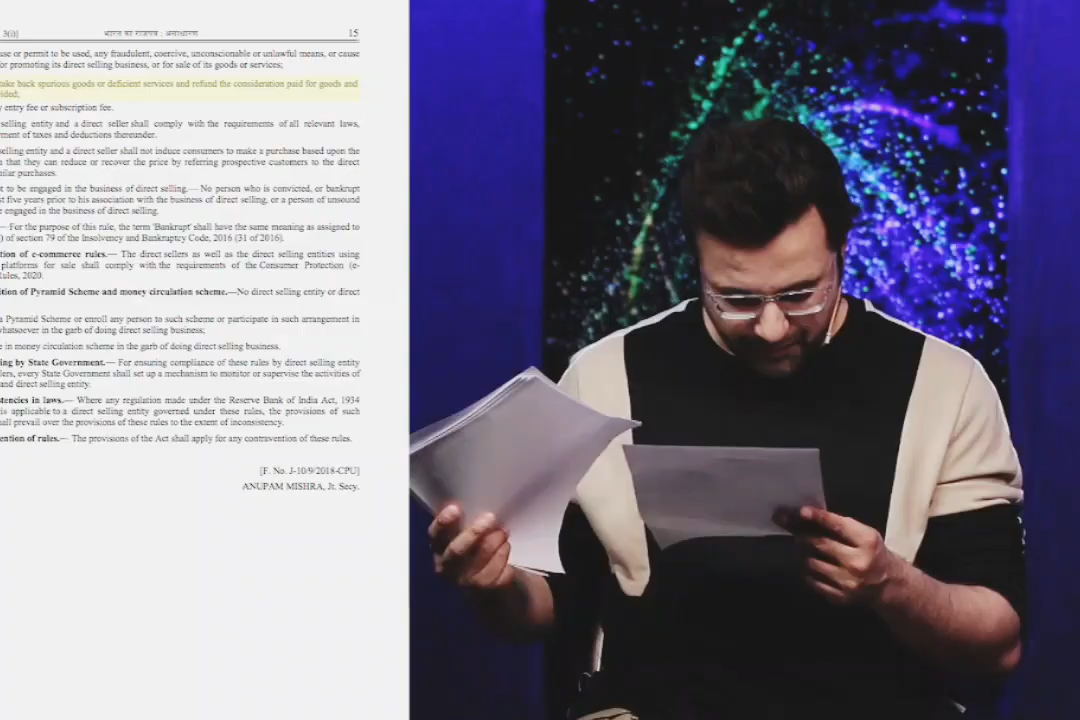 3(i)] भारत का राजपत्र : असाधारण 15
use or permit to be used, any fraudulent, coercive, unconscionable or unlawful means, or cause
for promoting its direct selling business, or for sale of its goods or services;
take back spurious goods or deficient services and refund the consideration paid for goods and
ided;
y entry fee or subscription fee.
selling entity and a direct seller shall comply with the requirements of all relevant laws,
ment of taxes and deductions thereunder.
selling entity and a direct seller shall not induce consumers to make a purchase based upon the
n that they can reduce or recover the price by referring prospective customers to the direct
milar purchases.
t to be engaged in the business of direct selling.— No person who is convicted, or bankrupt
st five years prior to his association with the business of direct selling, or a person of unsound
e engaged in the business of direct selling.
— For the purpose of this rule, the term 'Bankrupt' shall have the same meaning as assigned to
) of section 79 of the Insolvency and Bankruptcy Code, 2016 (31 of 2016).
tion of e-commerce rules.— The direct sellers as well as the direct selling entities using
platforms for sale shall comply with the requirements of the Consumer Protection (e-
Rules, 2020.
ition of Pyramid Scheme and money circulation scheme.—No direct selling entity or direct
a Pyramid Scheme or enroll any person to such scheme or participate in such arrangement in
whatsoever in the garb of doing direct selling business;
e in money circulation scheme in the garb of doing direct selling business.
ing by State Government.— For ensuring compliance of these rules by direct selling entity
lers, every State Government shall set up a mechanism to monitor or supervise the activities of
and direct selling entity.
stencies in laws.— Where any regulation made under the Reserve Bank of India Act, 1934
is applicable to a direct selling entity governed under these rules, the provisions of such
all prevail over the provisions of these rules to the extent of inconsistency.
ention of rules.— The provisions of the Act shall apply for any contravention of these rules.
[F. No. J-10/9/2018-CPU]
ANUPAM MISHRA, Jt. Secy.